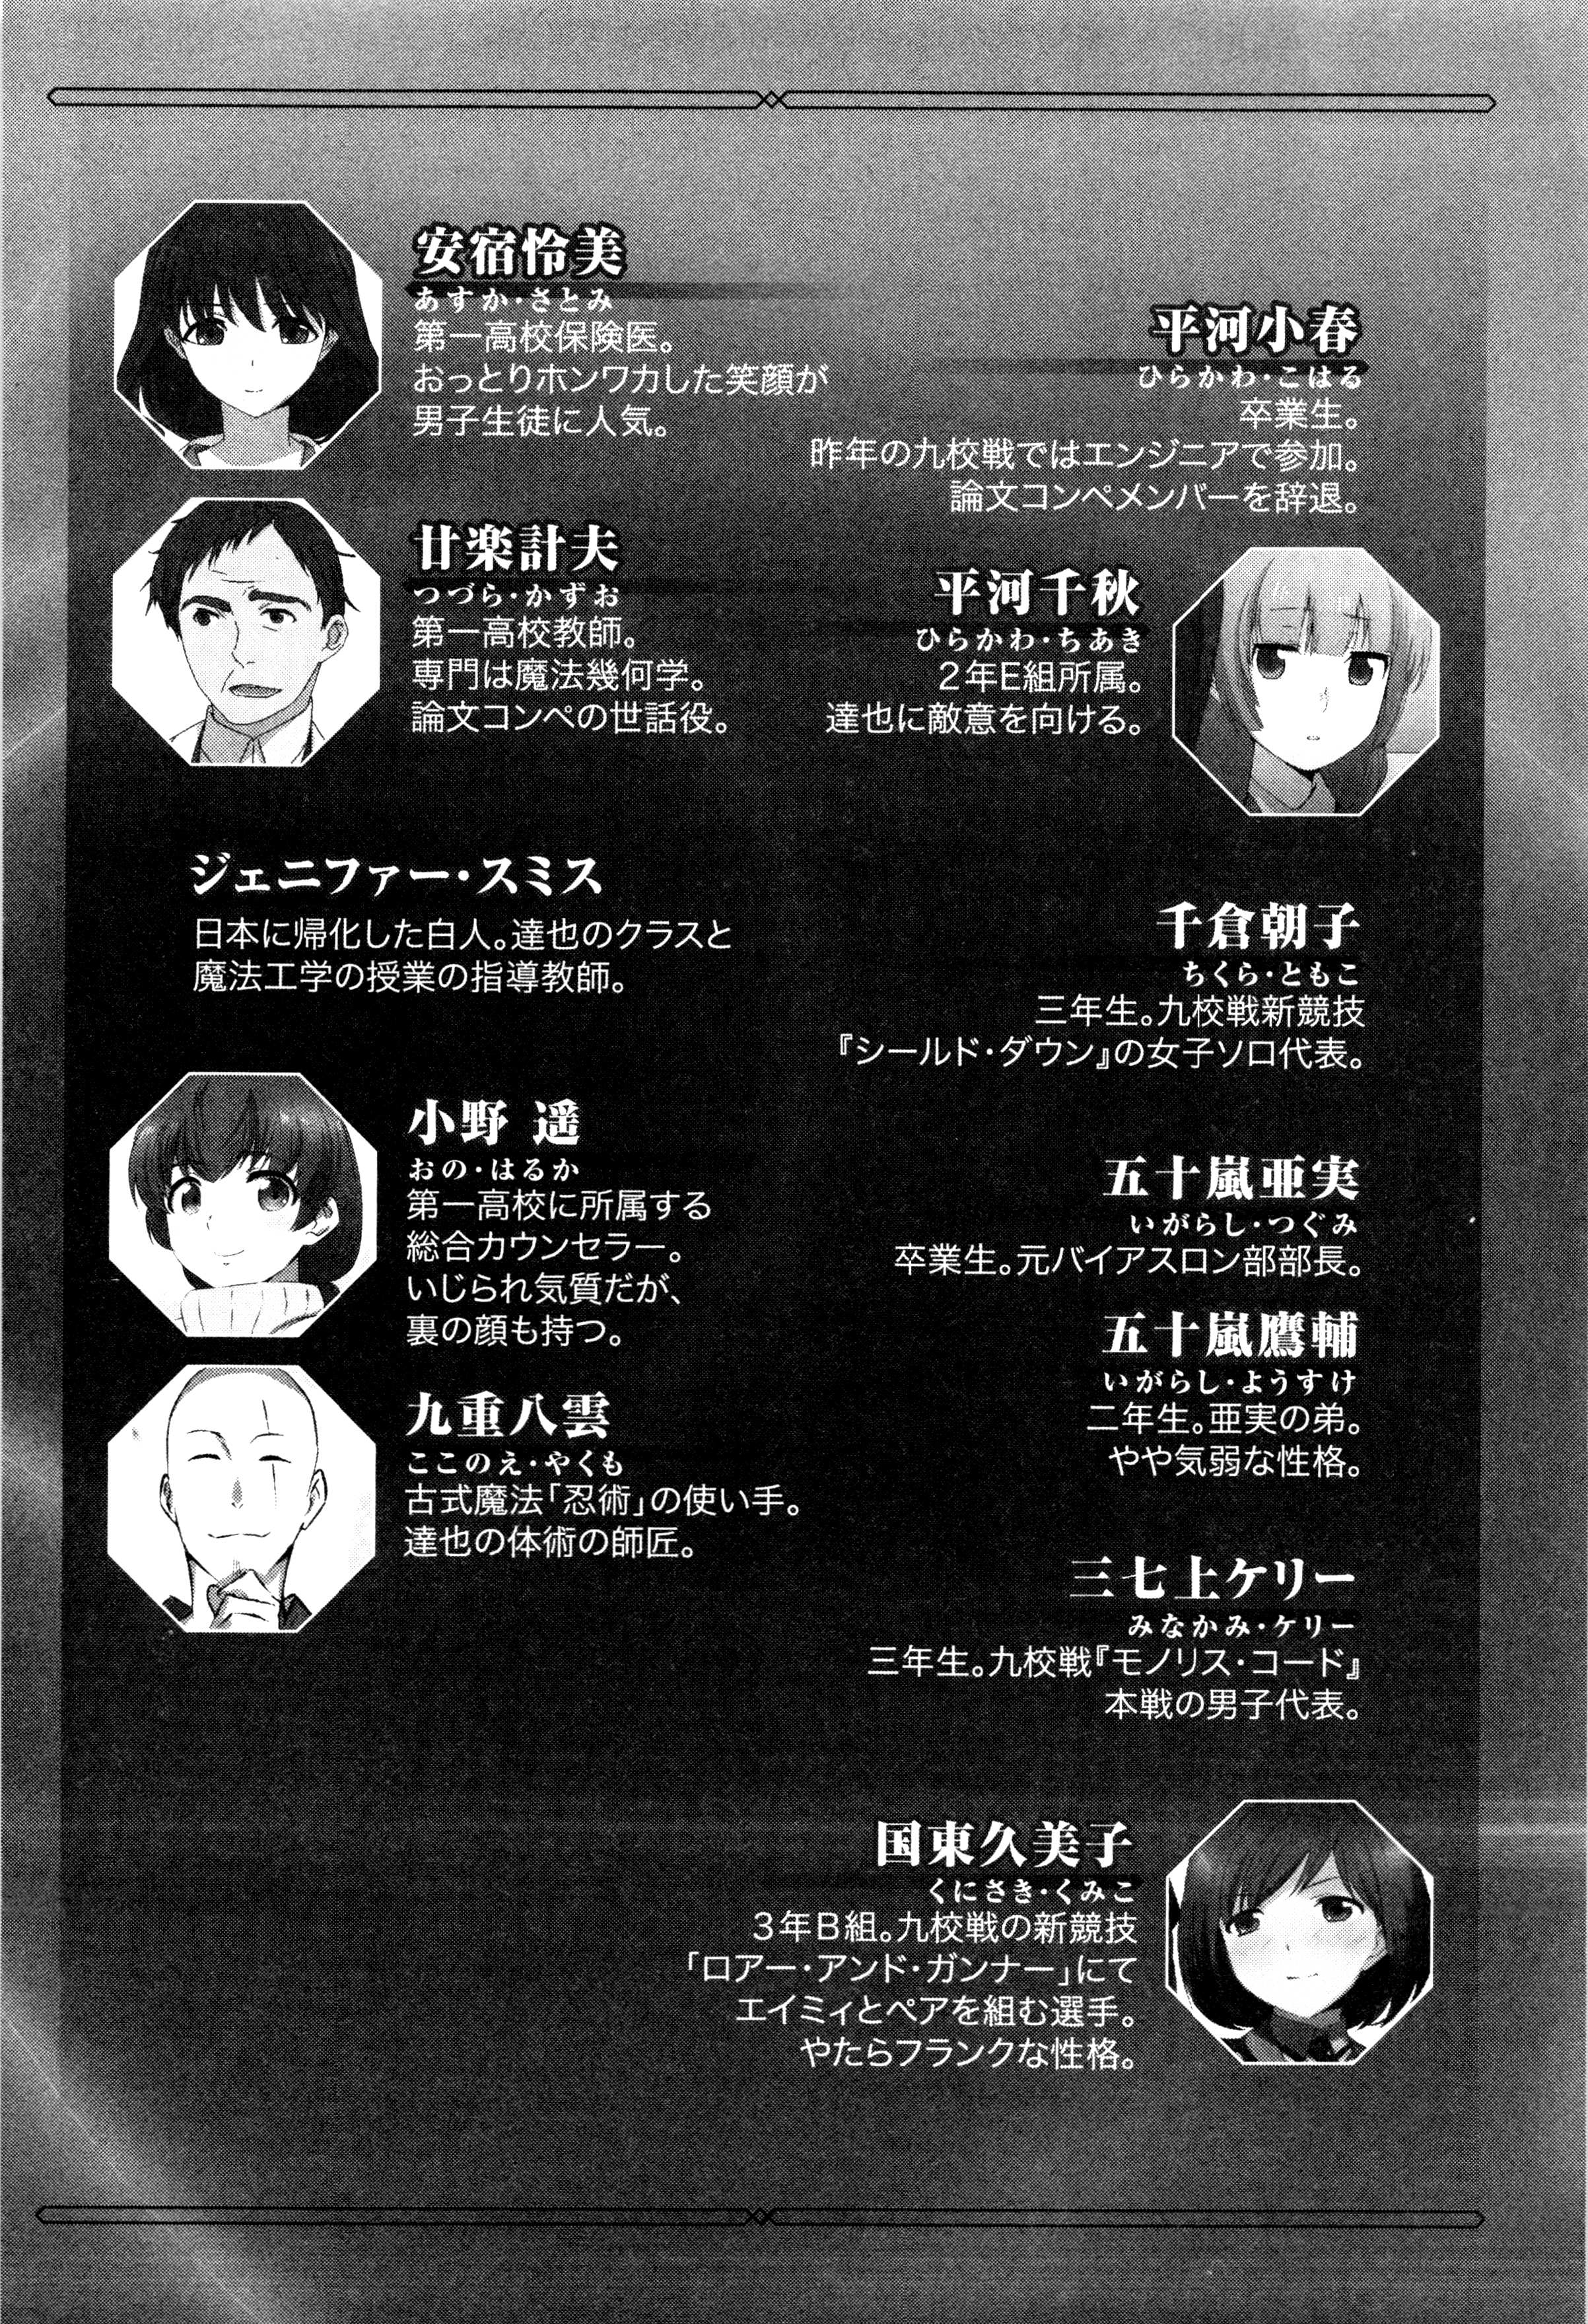 平河小春
ひらかわ・こはる
卒業生。
昨年の九校戦ではエンジニアで参加。
論文コンペメンバーを辞退。
平河千秋
ひらかわ・ちあき
2年E組所属。
達也に敵意を向ける。
千倉朝子
ちくら・ともこ
三年生。九校戦新競技
『シールド・ダウン』の女子ソロ代表。
五十嵐亜実
いがらし・つぐみ
卒業生。元バイアスロン部部長。
五十嵐鷹輔
いがらし・ようすけ
二年生。亜実の弟。
やや気弱な性格。
三七上ケリー
みなかみ・ケリー
三年生。九校戦『モノリス・コード』
本戦の男子代表。
国東久美子
くにさき・くみこ
3年B組。九校戦の新競技
「ロアー・アンド・ガンナー」にて
エイミィとペアを組む選手。
やたらフランクな性格。
安宿怜美
あすか・さとみ
第一高校保険医。
おっとりホンワカした笑顔が
男子生徒に人気。
廿楽計夫
つづら・かずお
第一高校教師。
専門は魔法幾何学。
論文コンペの世話役。
ジェニファー・スミス
日本に帰化した白人。達也のクラスと
魔法工学の授業の指導教師。
小野 遥
おの・はるか
第一高校に所属する
総合カウンセラー。
いじられ気質だが、
裏の顔も持つ。
九重八雲
ここのえ・やくも
古式魔法「忍術」の使い手。
達也の体術の師匠。